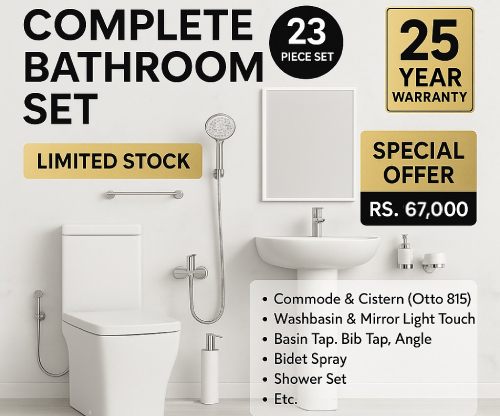 COMPLETE
BATHROOM
SET
23
PIECE SET
25
YEAR
WARRANTY
LIMITED STOCK
SPECIAL
OFFER
RS. 67,000
• Commode & Cistern (Otto 815)
• Washbasin & Mirror Light Touch
• Basin Tap. Bib Tap, Angle
• Bidet Spray
• Shower Set
• Etc.